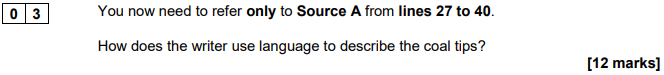 0 3 You now need to refer only to Source A from lines 27 to 40.
How does the writer use language to describe the coal tips?
[12 marks]